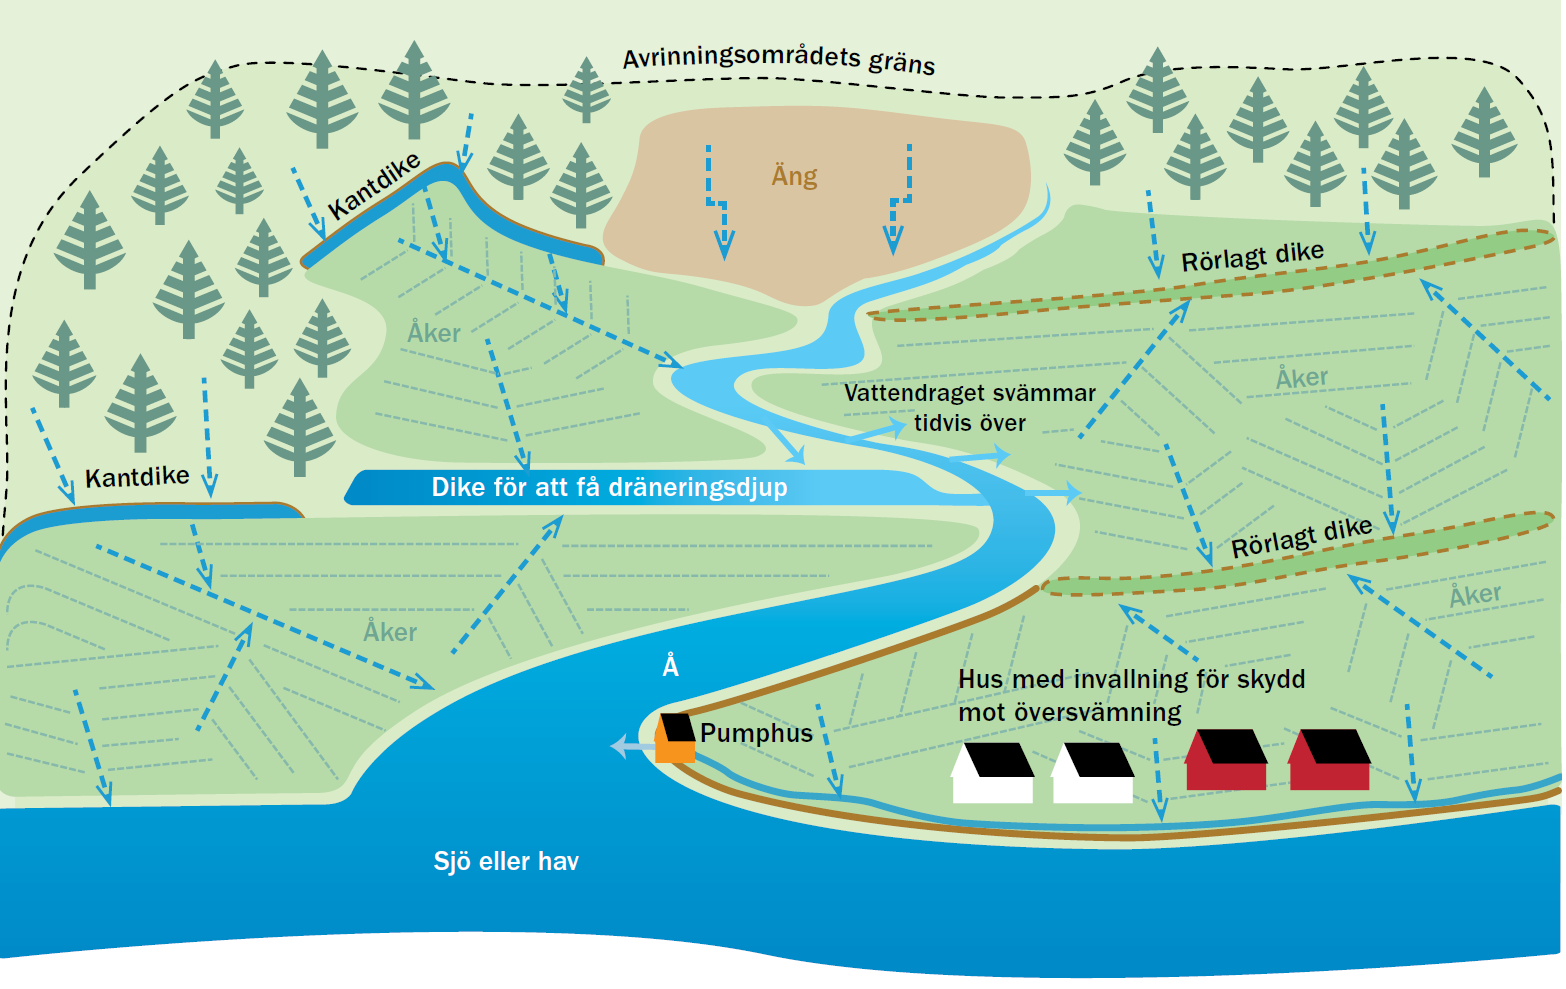 Avrinningsområdets gräns
Kantdike
Äng
Rörlagt dike
Åker
Åker
Vattendraget svämmar
tidvis över
Kantdike
Dike för att få dräneringsdjup
Rörlagt dike
Åker
Åker
Å
Hus med invallning för skydd
mot översvämning
Pumphus
Sjö eller hav